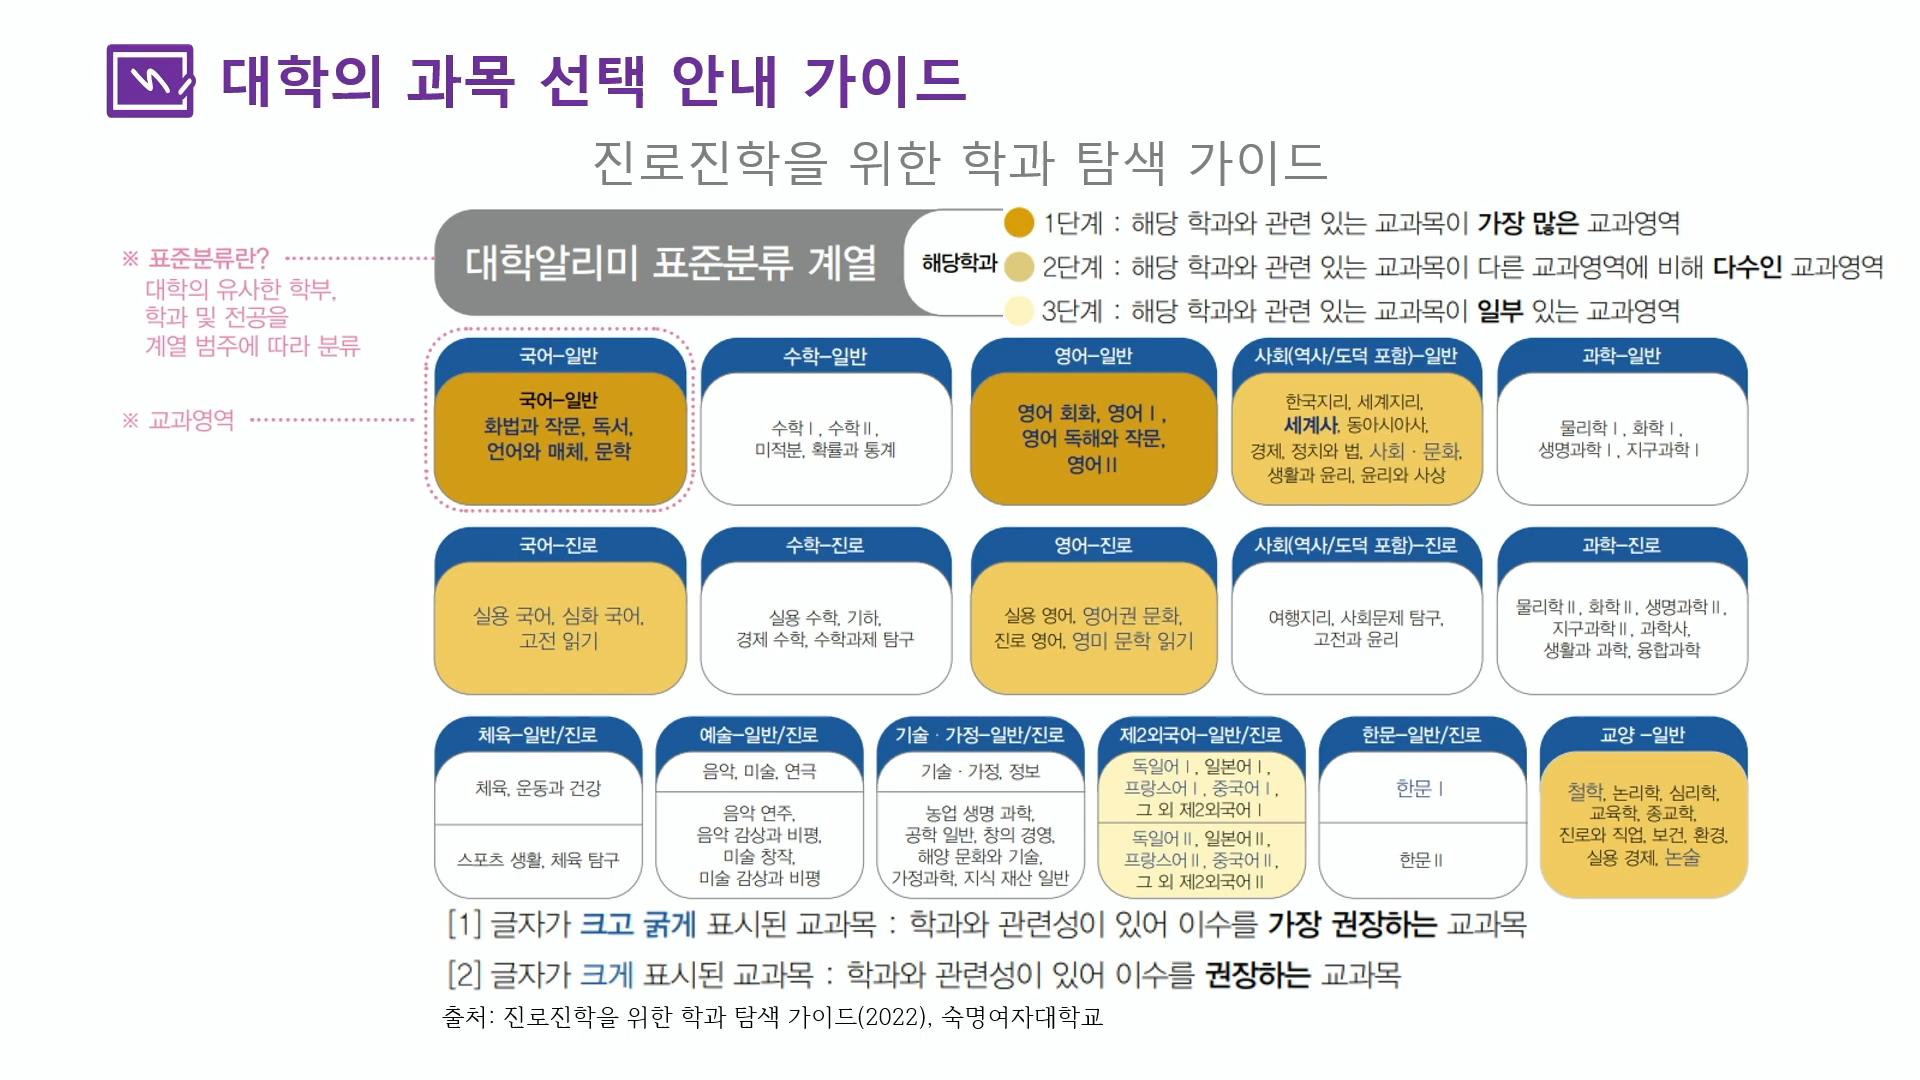 대학의 과목 선택 안내 가이드
진로진학을 위한 학과 탐색 가이드
대학알리미 표준분류 계열
해당학과
1단계 : 해당 학과와 관련 있는 교과목이 가장 많은 교과영역
2단계 : 해당 학과와 관련 있는 교과목이 다른 교과영역에 비해 다수인 교과영역
3단계 : 해당 학과와 관련 있는 교과목이 일부 있는 교과영역
※ 표준분류란?
대학의 유사한 학부,
학과 및 전공을
계열 범주에 따라 분류
※ 교과영역
국어-일반
국어-일반
화법과 작문, 독서,
언어와 매체, 문학
수학-일반
수학Ⅰ, 수학Ⅱ,
미적분, 확률과 통계
영어-일반
영어 회화, 영어Ⅰ,
영어 독해와 작문,
영어Ⅱ
사회(역사/도덕 포함)-일반
한국지리, 세계지리,
세계사, 동아시아사,
경제, 정치와 법, 사회·문화,
생활과 윤리, 윤리와 사상
과학-일반
물리학Ⅰ, 화학Ⅰ,
생명과학Ⅰ, 지구과학Ⅰ
국어-진로
실용 국어, 심화 국어,
고전 읽기
수학-진로
실용 수학, 기하,
경제 수학, 수학과제 탐구
영어-진로
실용 영어, 영어권 문화,
진로 영어, 영미 문학 읽기
사회(역사/도덕 포함)-진로
여행지리, 사회문제 탐구,
고전과 윤리
과학-진로
물리학Ⅱ, 화학Ⅱ, 생명과학Ⅱ,
지구과학Ⅱ, 과학사,
생활과 과학, 융합과학
체육-일반/진로
체육, 운동과 건강
스포츠 생활, 체육 탐구
예술-일반/진로
음악, 미술, 연극
음악 연주,
음악 감상과 비평,
미술 창작,
미술 감상과 비평
기술·가정-일반/진로
기술·가정, 정보
농업 생명 과학,
공학 일반, 창의 경영,
해양 문화와 기술,
가정과학, 지식 재산 일반
제2외국어-일반/진로
독일어Ⅰ, 일본어Ⅰ,
프랑스어Ⅰ, 중국어Ⅰ,
그 외 제2외국어Ⅰ
독일어Ⅱ, 일본어Ⅱ,
프랑스어Ⅱ, 중국어Ⅱ,
그 외 제2외국어Ⅱ
한문-일반/진로
한문Ⅰ
한문Ⅱ
교양 -일반
철학, 논리학, 심리학,
교육학, 종교학,
진로와 직업, 보건, 환경,
실용 경제, 논술
[1] 글자가 크고 굵게 표시된 교과목 : 학과와 관련성이 있어 이수를 가장 권장하는 교과목
[2] 글자가 크게 표시된 교과목 : 학과와 관련성이 있어 이수를 권장하는 교과목
출처: 진로진학을 위한 학과 탐색 가이드(2022), 숙명여자대학교